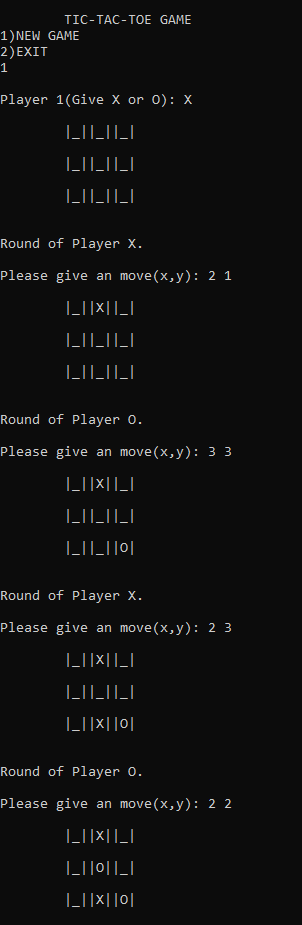 TIC-TAC-TOE GAME
1)NEW GAME
2)EXIT
1
Player 1(Give X or O): X
|_||_||_|
|_||_||_|
|_||_||_|
Round of Player X.
Please give an move(x,y): 2 1
|_||X||_|
|_||_||_|
|_||_||_|
Round of Player O.
Please give an move(x,y): 3 3
|_||X||_|
|_||_||_|
|_||_||O|
Round of Player X.
Please give an move(x,y): 2 3
|_||X||_|
|_||_||_|
|_||X||O|
Round of Player O.
Please give an move(x,y): 2 2
|_||X||_|
|_||O||_|
|_||X||O|